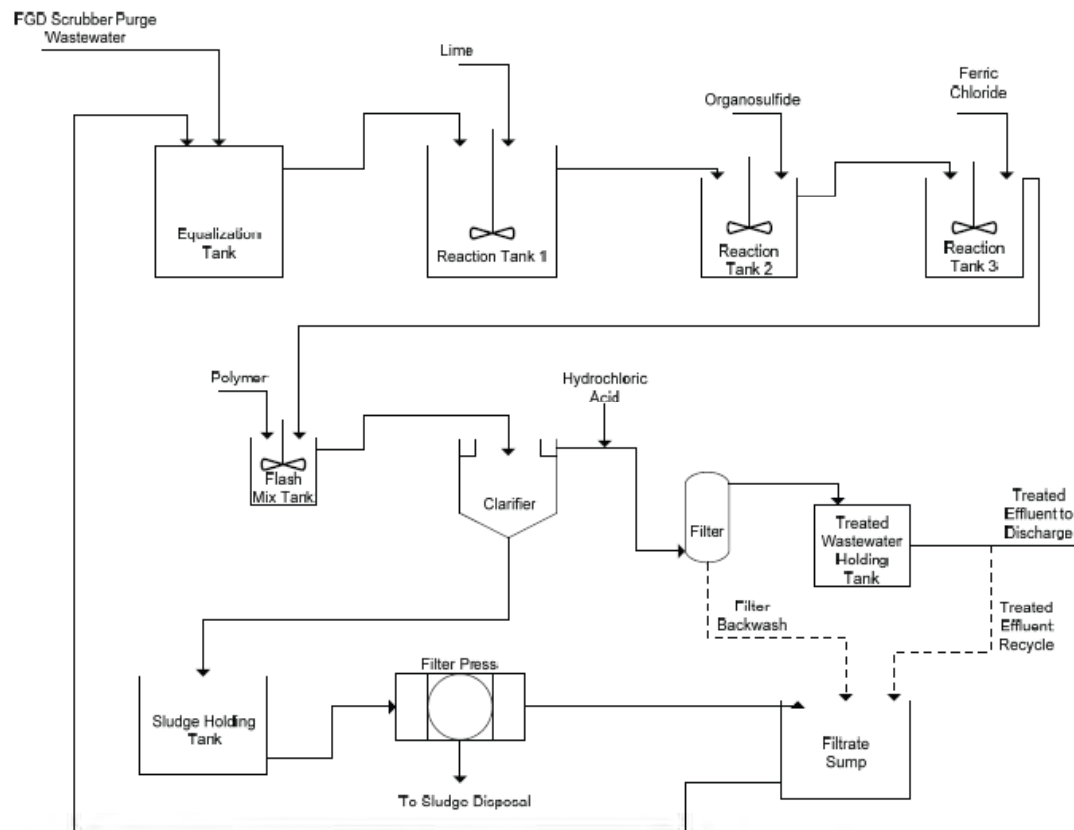 FGD Scrubber Purge
Wastewater
Lime
Organosulfide
Ferric
Chloride
Equalization
Tank
Reaction Tank 1
Reaction
Tank 2
Reaction
Tank 3
Polymer
Hydrochloric
Acid
Flash
Mix Tank
Clarifier
Filter
Treated
Wastewater
Holding
Tank
Treated
Effluent to
Discharge
Filter
Backwash
Treated
Effluent
Recycle
Filter Press
Sludge Holding
Tank
Filtrate
Sump
To Sludge Disposal